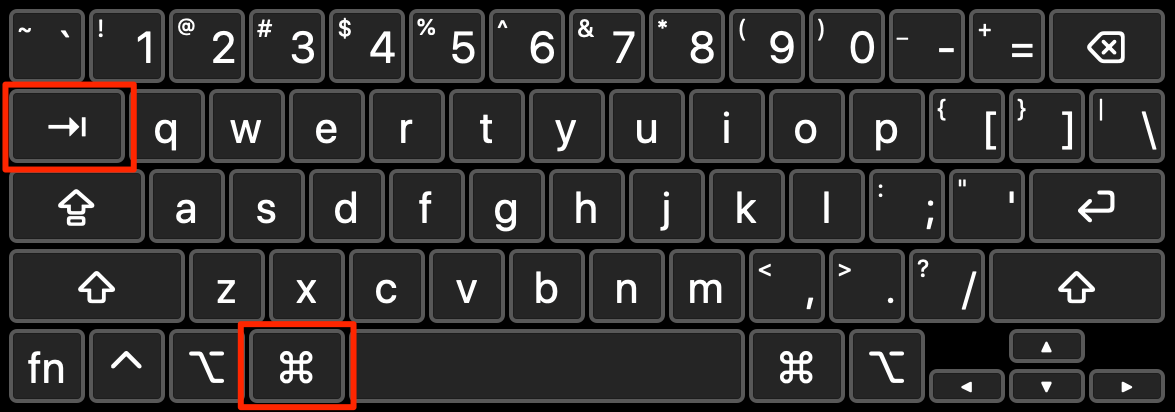 ~ ` ! 1 @ 2 # 3 $ 4 % 5 ^ 6 & 7 * 8 ( 9 ) 0 _ - + = ⌫
⇥ q w e r t y u i o p { [ } ] | \
⇪ a s d f g h j k l : ; " ' ⏎
⇧ z x c v b n m < , > . ? / ⇧
fn ^ ⌥ ⌘ ⌘ ⌥ ◀ ▲ ▼ ▶